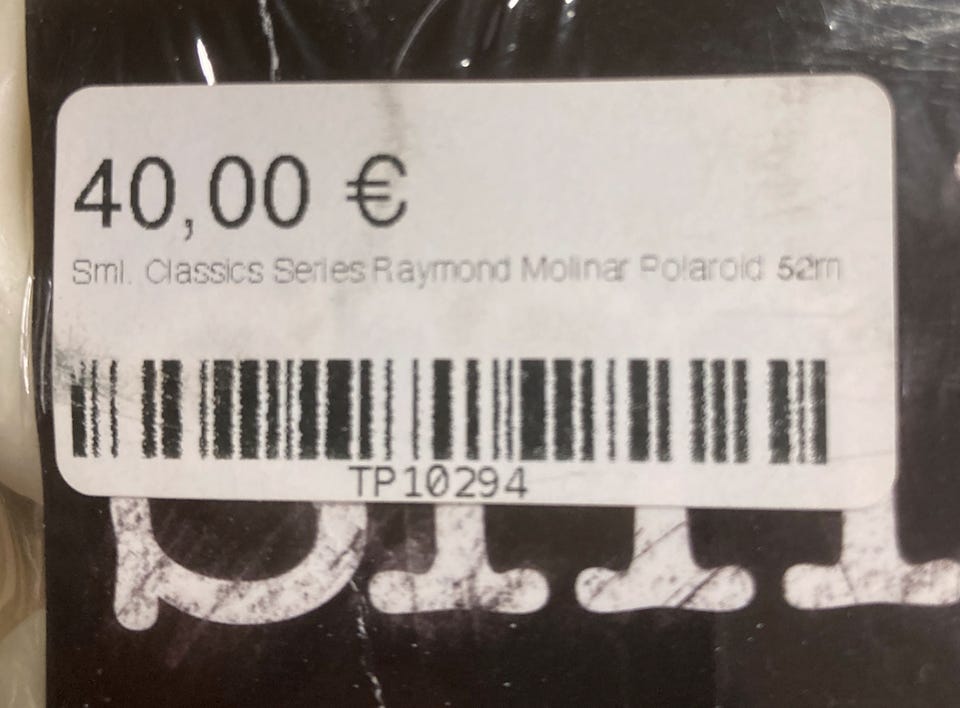 40,00 €
Sml. Classics Series Raymond Molinar Polaroid 52m
TP10294